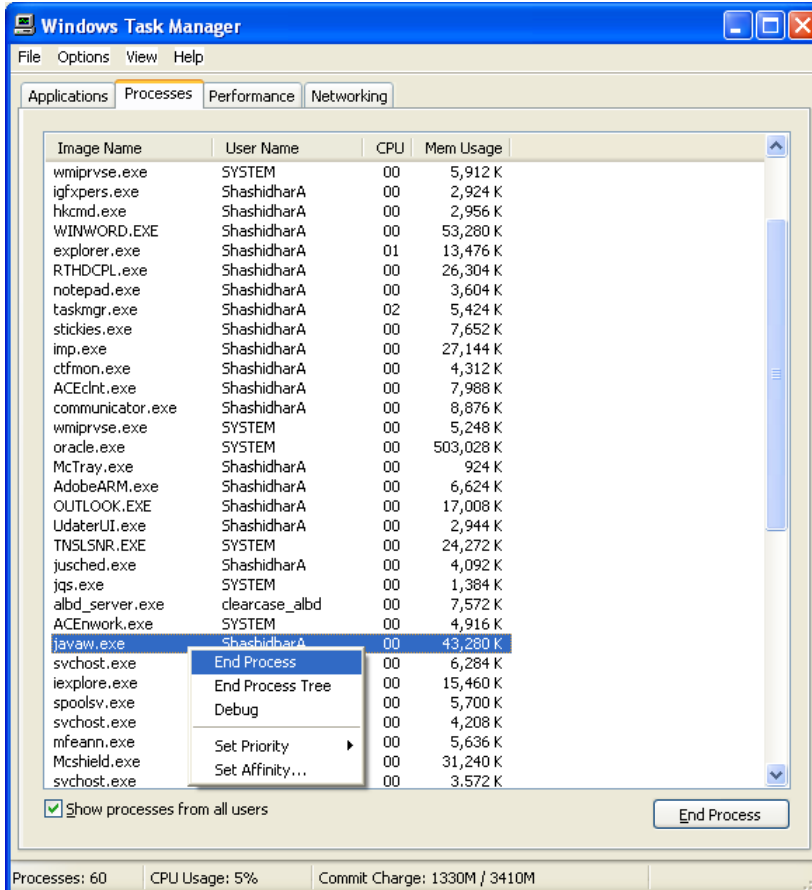 Windows Task Manager
File Options View Help
Applications Processes Performance Networking
Image Name User Name CPU Mem Usage
wmiprvse.exe SYSTEM 00 5,912 K
igfxpers.exe ShashidharA 00 2,924 K
hkcmd.exe ShashidharA 00 2,956 K
WINWORD.EXE ShashidharA 00 53,280 K
explorer.exe ShashidharA 01 13,476 K
RTHDCPL.exe ShashidharA 00 26,304 K
notepad.exe ShashidharA 00 3,604 K
taskmgr.exe ShashidharA 02 5,424 K
stickies.exe ShashidharA 00 7,652 K
imp.exe ShashidharA 00 27,144 K
ctfmon.exe ShashidharA 00 4,312 K
ACEclnt.exe ShashidharA 00 7,988 K
communicator.exe ShashidharA 00 8,876 K
wmiprvse.exe SYSTEM 00 5,248 K
oracle.exe SYSTEM 00 503,028 K
McTray.exe ShashidharA 00 924 K
AdobeARM.exe ShashidharA 00 6,624 K
OUTLOOK.EXE ShashidharA 00 17,008 K
UdaterUI.exe ShashidharA 00 2,944 K
TNSLSNR.EXE SYSTEM 00 24,272 K
jusched.exe ShashidharA 00 4,092 K
jqs.exe SYSTEM 00 1,384 K
albd_server.exe clearcase_albd 00 7,572 K
ACEnwork.exe SYSTEM 00 4,916 K
javaw.exe ShashidharA 00 43,280 K
svchost.exe 00 6,284 K
End Process
iexplore.exe 00 15,460 K
End Process Tree
spoolsv.exe 00 5,700 K
Debug
svchost.exe 00 4,208 K
mfeann.exe 00 5,636 K
Set Priority
Mcshield.exe 00 31,240 K
Set Affinity...
svchost.exe 00 3,572 K
Show processes from all users
End Process
Processes: 60 CPU Usage: 5% Commit Charge: 1330M / 3410M